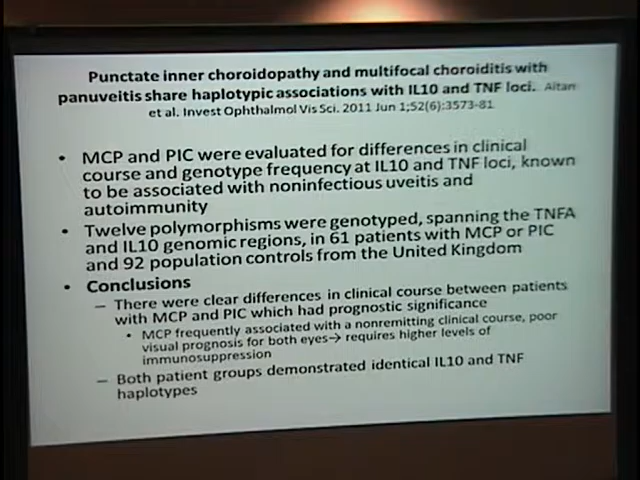 Punctate inner choroidopathy and multifocal choroiditis with
panuveitis share haplotypic associations with IL10 and TNF loci. Aitan
et al. Invest Ophthalmol Vis Sci. 2011 Jun 1;52(6):3573-81
• MCP and PIC were evaluated for differences in clinical
course and genotype frequency at IL10 and TNF loci, known
to be associated with noninfectious uveitis and
autoimmunity
• Twelve polymorphisms were genotyped, spanning the TNFA
and IL10 genomic regions, in 61 patients with MCP or PIC
and 92 population controls from the United Kingdom
• Conclusions
– There were clear differences in clinical course between patients
with MCP and PIC which had prognostic significance
• MCP frequently associated with a nonremitting clinical course, poor
visual prognosis for both eyes→ requires higher levels of
immunosuppression
– Both patient groups demonstrated identical IL10 and TNF
haplotypes